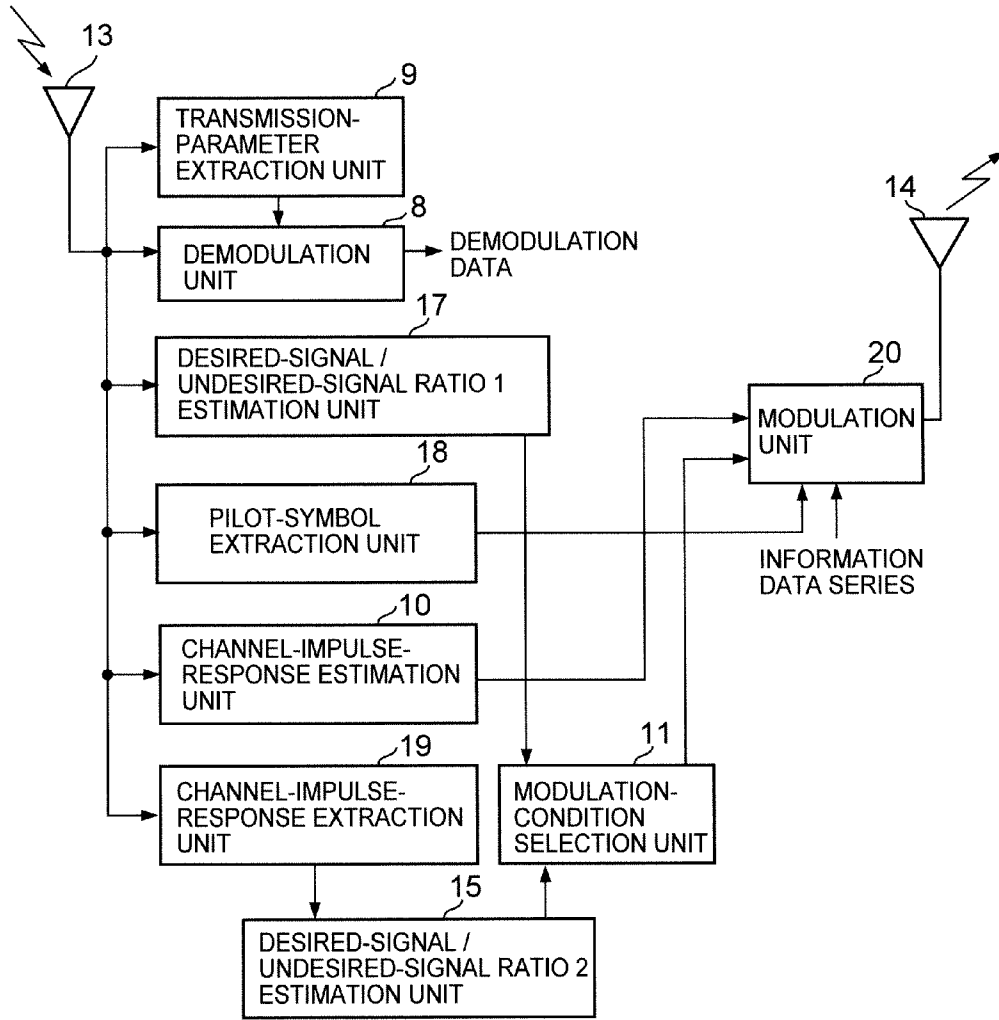 13
9
TRANSMISSION-
PARAMETER
EXTRACTION UNIT
8
DEMODULATION
UNIT
DEMODULATION
DATA
14
17
DESIRED-SIGNAL /
UNDESIRED-SIGNAL RATIO 1
ESTIMATION UNIT
20
MODULATION
UNIT
18
PILOT-SYMBOL
EXTRACTION UNIT
INFORMATION
DATA SERIES
10
CHANNEL-IMPULSE-
RESPONSE ESTIMATION
UNIT
19
CHANNEL-IMPULSE-
RESPONSE EXTRACTION
UNIT
11
MODULATION-
CONDITION
SELECTION UNIT
15
DESIRED-SIGNAL /
UNDESIRED-SIGNAL RATIO 2
ESTIMATION UNIT